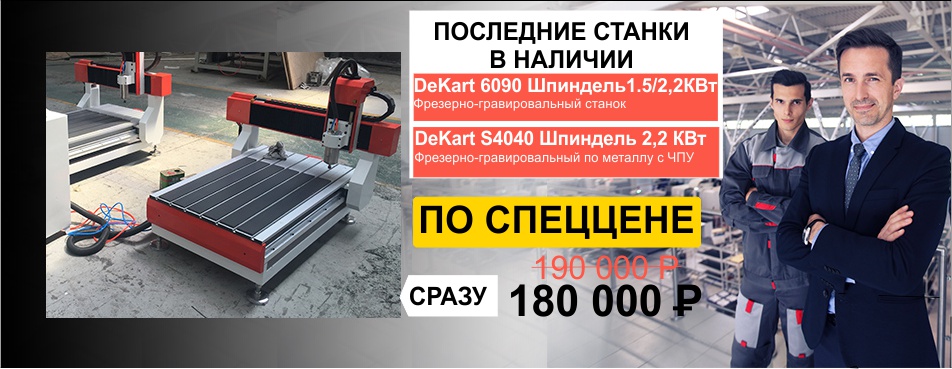 ПОСЛЕДНИЕ СТАНКИ
В НАЛИЧИИ
DeKart 6090 Шпиндель1.5/2,2КВт
Фрезерно-гравировальный станок
DeKart S4040 Шпиндель 2,2 КВт
Фрезерно-гравировальный по металлу с ЧПУ
ПО СПЕЦЦЕНЕ
190 000 ₽
СРАЗУ
180 000 ₽